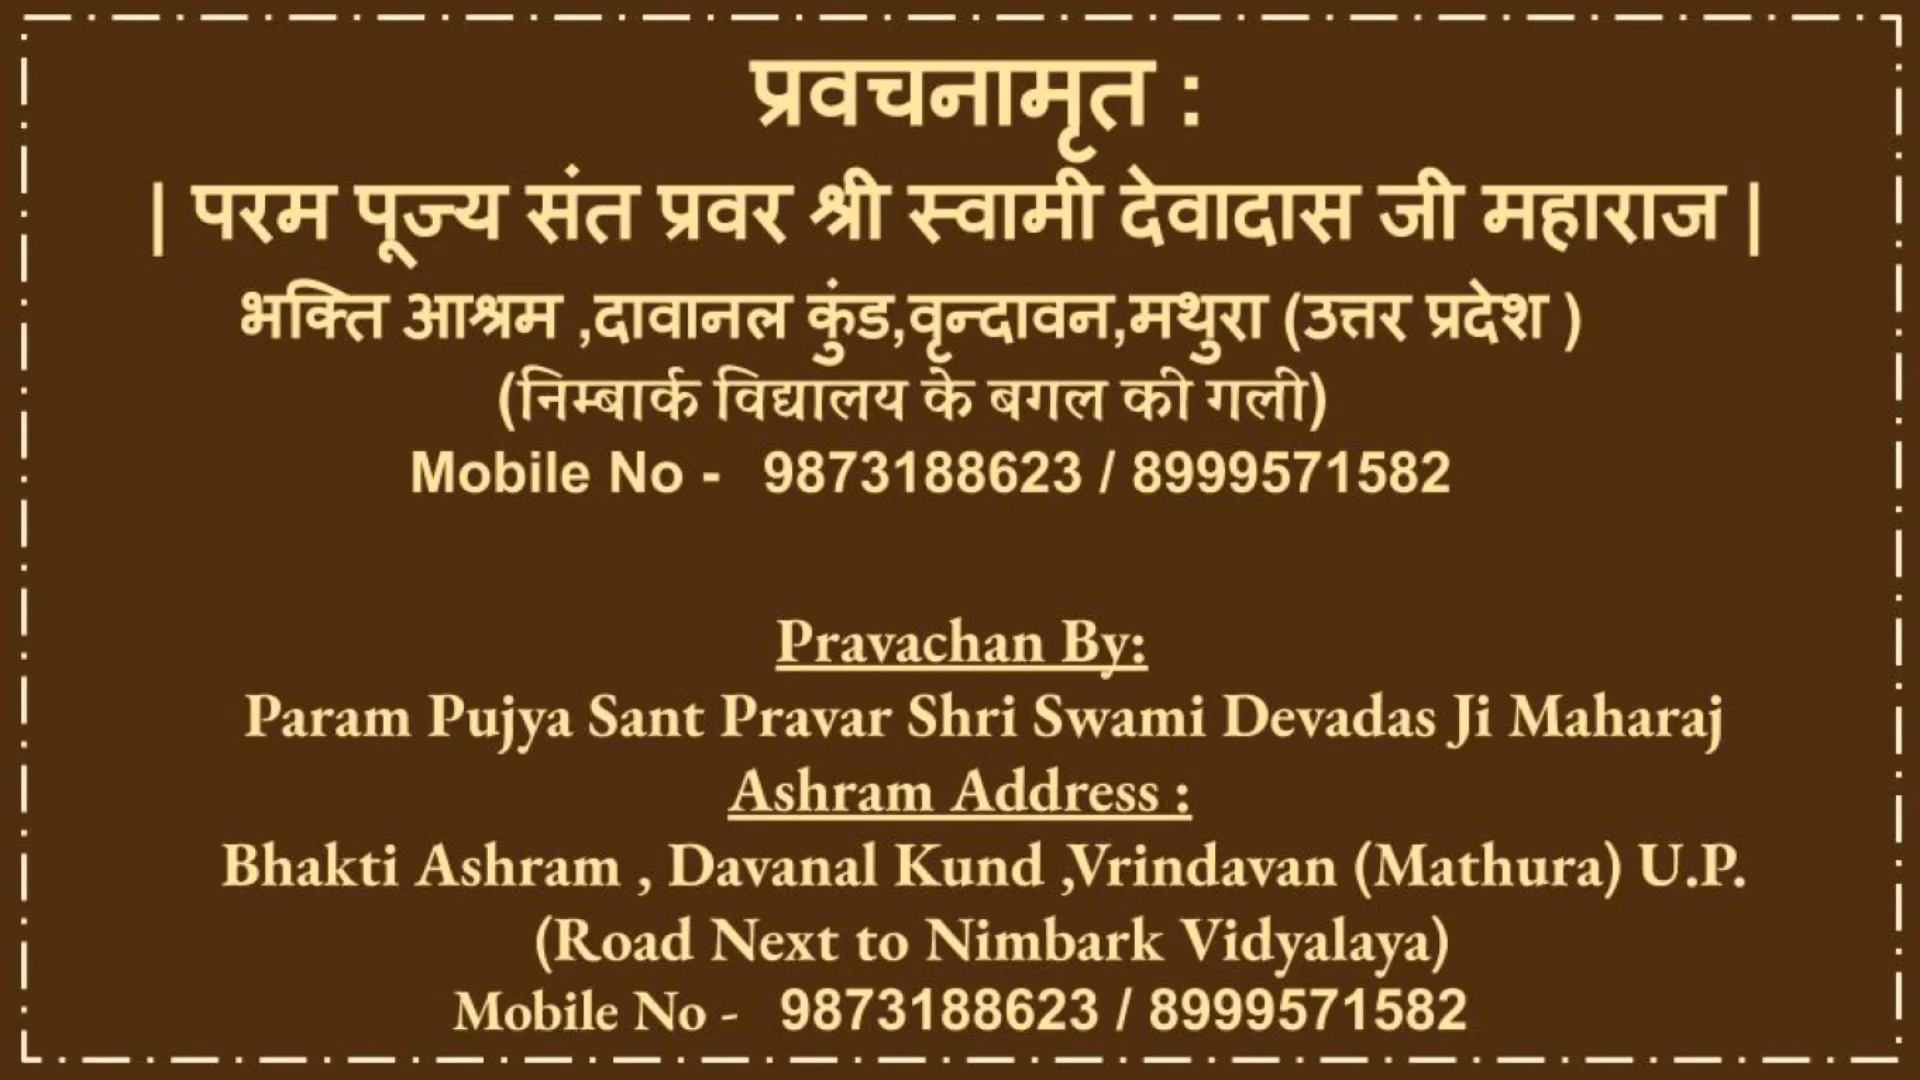 प्रवचनामृत :
| परम पूज्य संत प्रवर श्री स्वामी देवादास जी महाराज |
भक्ति आश्रम ,दावानल कुंड,वृन्दावन,मथुरा (उत्तर प्रदेश )
(निम्बार्क विद्यालय के बगल की गली)
Mobile No - 9873188623 / 8999571582
Pravachan By:
Param Pujya Sant Pravar Shri Swami Devadas Ji Maharaj
Ashram Address :
Bhakti Ashram , Davanal Kund ,Vrindavan (Mathura) U.P.
(Road Next to Nimbark Vidyalaya)
Mobile No - 9873188623 / 8999571582